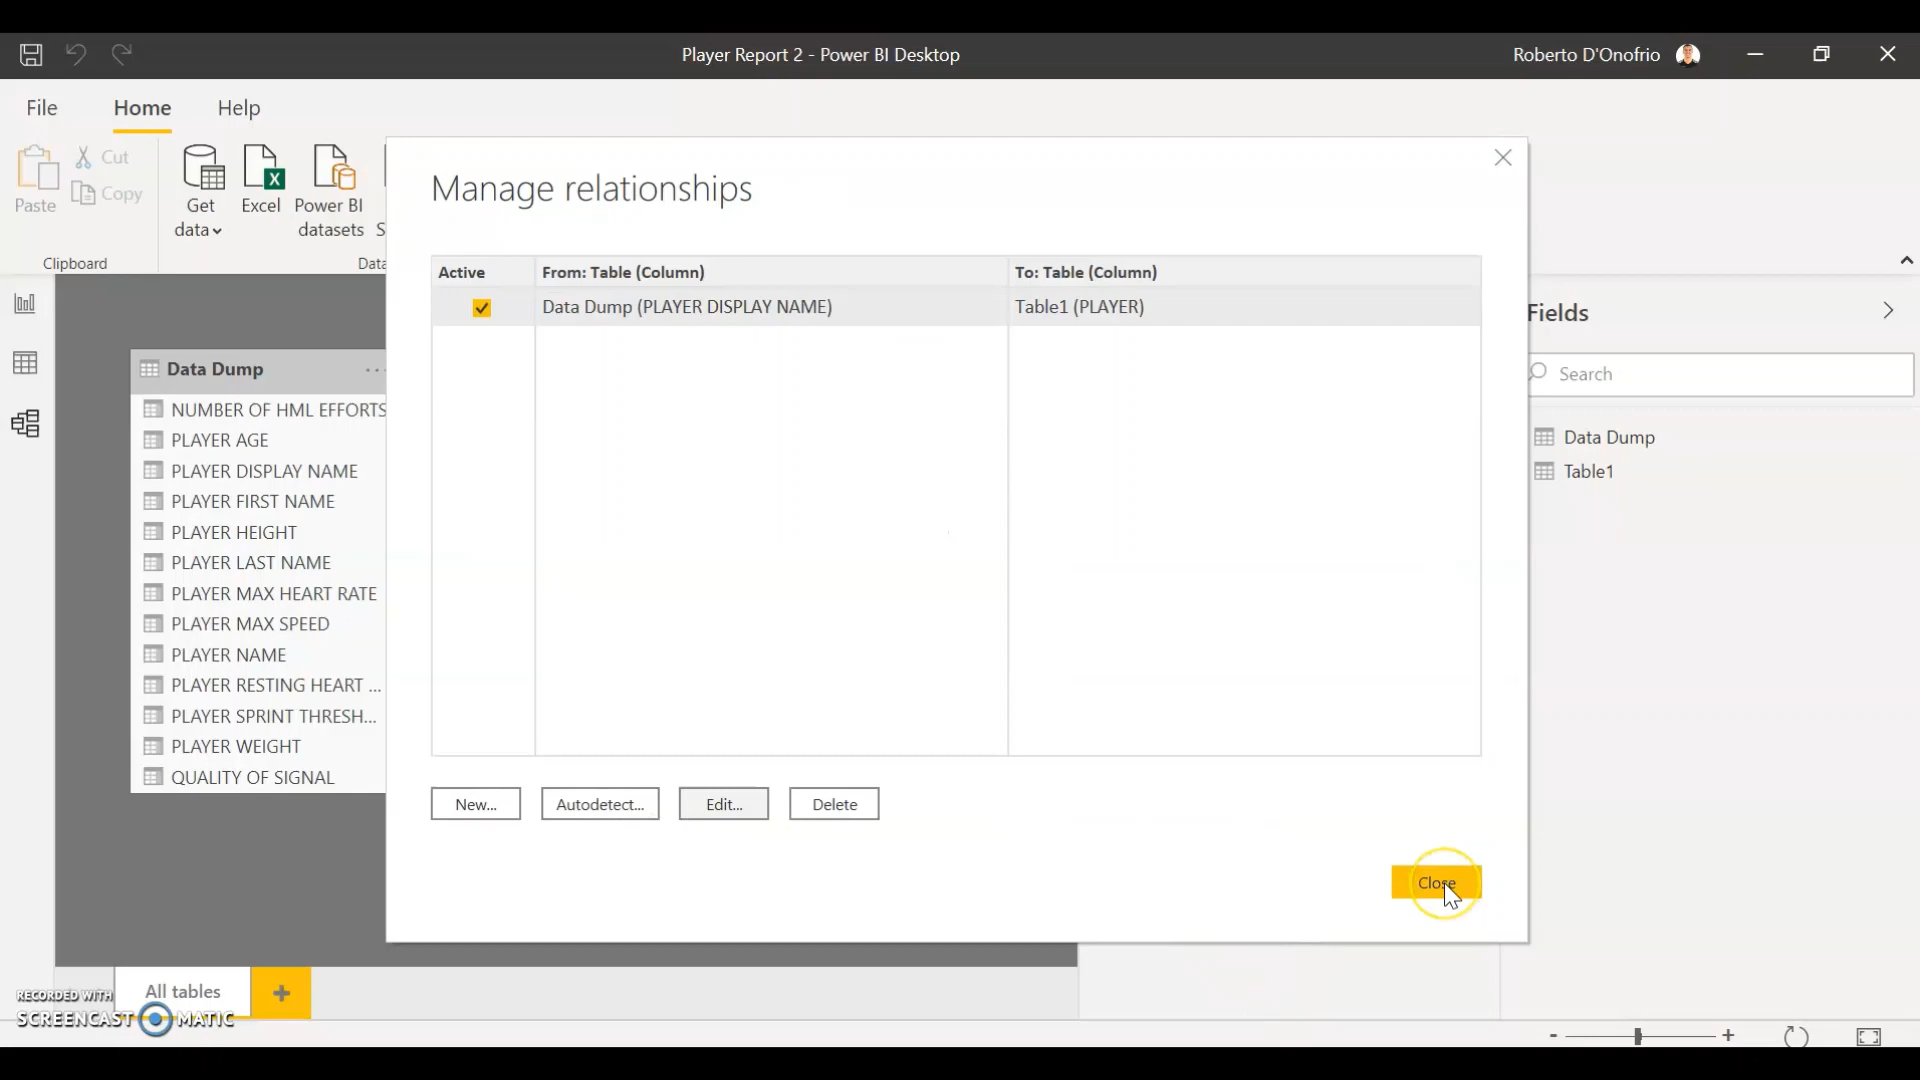 Player Report 2 - Power BI Desktop
Roberto D'Onofrio
File
Home
Help
Paste
Cut
Copy
Clipboard
Get data
Excel
Power BI datasets
S
Data
Manage relationships
Active
From: Table (Column)
To: Table (Column)
Data Dump (PLAYER DISPLAY NAME)
Table1 (PLAYER)
New...
Autodetect...
Edit...
Delete
Close
Data Dump
NUMBER OF HML EFFORTS
PLAYER AGE
PLAYER DISPLAY NAME
PLAYER FIRST NAME
PLAYER HEIGHT
PLAYER LAST NAME
PLAYER MAX HEART RATE
PLAYER MAX SPEED
PLAYER NAME
PLAYER RESTING HEART ...
PLAYER SPRINT THRESH...
PLAYER WEIGHT
QUALITY OF SIGNAL
Fields
Search
Data Dump
Table1
All tables
RECORDED WITH
SCREENCAST MATIC